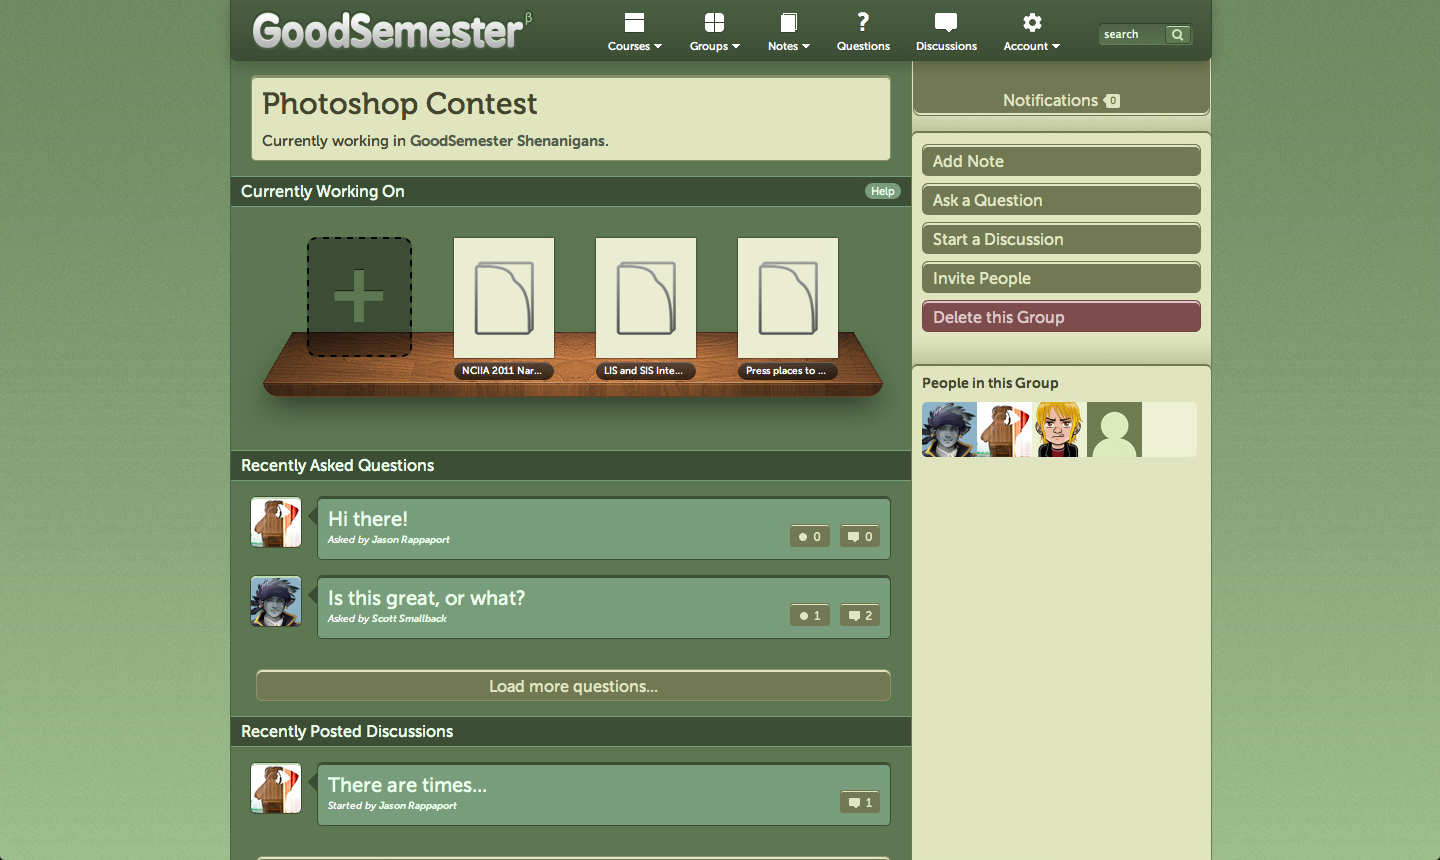 GoodSemester β
Courses Groups Notes Questions Discussions Account search
Photoshop Contest
Currently working in GoodSemester Shenanigans.
Notifications 0
Add Note
Ask a Question
Start a Discussion
Invite People
Delete this Group
People in this Group
Currently Working On Help
NCIIA 2011 Nar... LIS and SIS Inte... Press places to ...
Recently Asked Questions
Hi there!
Asked by Jason Rappaport
0 0
Is this great, or what?
Asked by Scott Smallback
1 2
Load more questions...
Recently Posted Discussions
There are times...
Started by Jason Rappaport
1